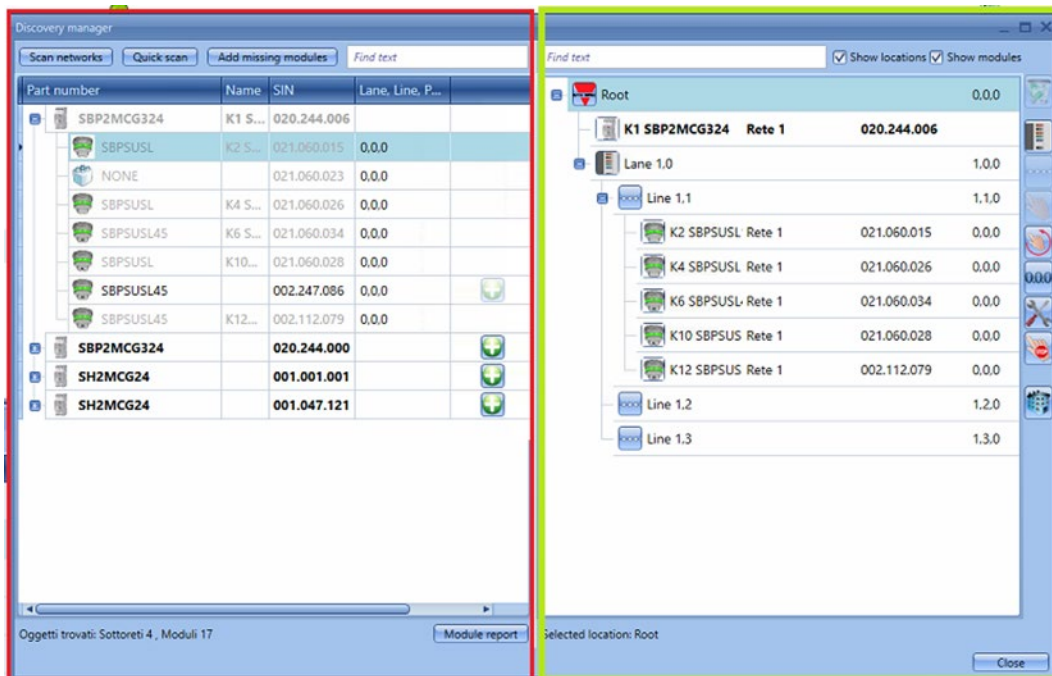 Discovery manager
Scan networks Quick scan Add missing modules Find text
Part number Name SIN Lane, Line, P...
SBP2MCG324 K1 S... 020.244.006
SBPSUSL K2 S... 021.060.015 0,0,0
NONE 021.060.023 0,0,0
SBPSUSL K4 S... 021.060.026 0,0,0
SBPSUSL45 K6 S... 021.060.034 0,0,0
SBPSUSL K10... 021.060.028 0,0,0
SBPSUSL45 002.247.086 0,0,0
SBPSUSL45 K12... 002.112.079 0,0,0
SBP2MCG324 020.244.000
SH2MCG24 001.001.001
SH2MCG24 001.047.121
Oggetti trovati: Sottoreti 4 , Moduli 17 Module report
Find text Show locations Show modules
Root 0,0,0
K1 SBP2MCG324 Rete 1 020.244.006
Lane 1,0 1,0,0
Line 1,1 1,1,0
K2 SBPSUSL Rete 1 021.060.015 0,0,0
K4 SBPSUSL Rete 1 021.060.026 0,0,0
K6 SBPSUSL Rete 1 021.060.034 0,0,0
K10 SBPSUS Rete 1 021.060.028 0,0,0
K12 SBPSUS Rete 1 002.112.079 0,0,0
Line 1,2 1,2,0
Line 1,3 1,3,0
0,0,0
STOP
Selected location: Root
Close